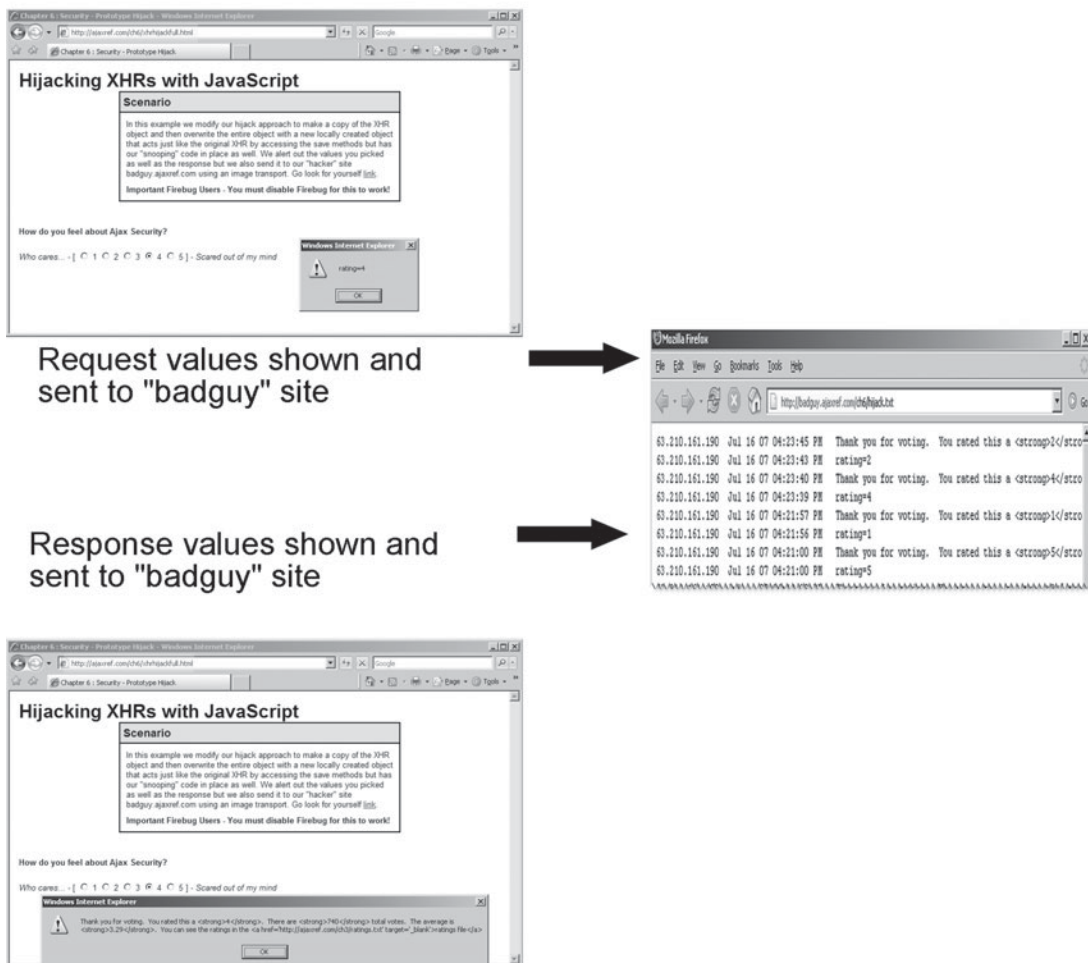 Chapter 6 : Security - Prototype Hijack - Windows Internet Explorer
http://ajaxref.com/ch6/xhrhijackfull.html
Google
Chapter 6 : Security - Prototype Hijack
Page
Tools
Hijacking XHRs with JavaScript
Scenario
In this example we modify our hijack approach to make a copy of the XHR
object and then overwrite the entire object with a new locally created object
that acts just like the original XHR by accessing the save methods but has
our "snooping" code in place as well. We alert out the values you picked
as well as the response but we also send it to our "hacker" site
badguy.ajaxref.com using an image transport. Go look for yourself link.
Important Firebug Users - You must disable Firebug for this to work!
How do you feel about Ajax Security?
Who cares... - [ 1 2 3 4 5 ] - Scared out of my mind
Windows Internet Explorer
rating=4
OK
Request values shown and
sent to "badguy" site
Mozilla Firefox
File Edit View Go Bookmarks Tools Help
http://badguy.ajaxref.com/ch6/hijack.txt
Go
63.210.161.190 Jul 16 07 04:23:45 PM Thank you for voting. You rated this a <strong>2</stro
63.210.161.190 Jul 16 07 04:23:43 PM rating=2
63.210.161.190 Jul 16 07 04:23:40 PM Thank you for voting. You rated this a <strong>4</stro
63.210.161.190 Jul 16 07 04:23:39 PM rating=4
63.210.161.190 Jul 16 07 04:21:57 PM Thank you for voting. You rated this a <strong>1</stro
63.210.161.190 Jul 16 07 04:21:56 PM rating=1
63.210.161.190 Jul 16 07 04:21:00 PM Thank you for voting. You rated this a <strong>5</stro
63.210.161.190 Jul 16 07 04:21:00 PM rating=5
Response values shown and
sent to "badguy" site
Chapter 6 : Security - Prototype Hijack - Windows Internet Explorer
http://ajaxref.com/ch6/xhrhijackfull.html
Google
Chapter 6 : Security - Prototype Hijack
Page
Tools
Hijacking XHRs with JavaScript
Scenario
In this example we modify our hijack approach to make a copy of the XHR
object and then overwrite the entire object with a new locally created object
that acts just like the original XHR by accessing the save methods but has
our "snooping" code in place as well. We alert out the values you picked
as well as the response but we also send it to our "hacker" site
badguy.ajaxref.com using an image transport. Go look for yourself link.
Important Firebug Users - You must disable Firebug for this to work!
How do you feel about Ajax Security?
Who cares... - [ 1 2 3 4 5 ] - Scared out of my mind
Windows Internet Explorer
Thank you for voting. You rated this a <strong>4</strong>. There are <strong>740</strong> total votes. The average is
<strong>3.29</strong>. You can see the ratings in the <a href='http://ajaxref.com/ch3/ratings.txt' target='_blank'>ratings file</a>
OK